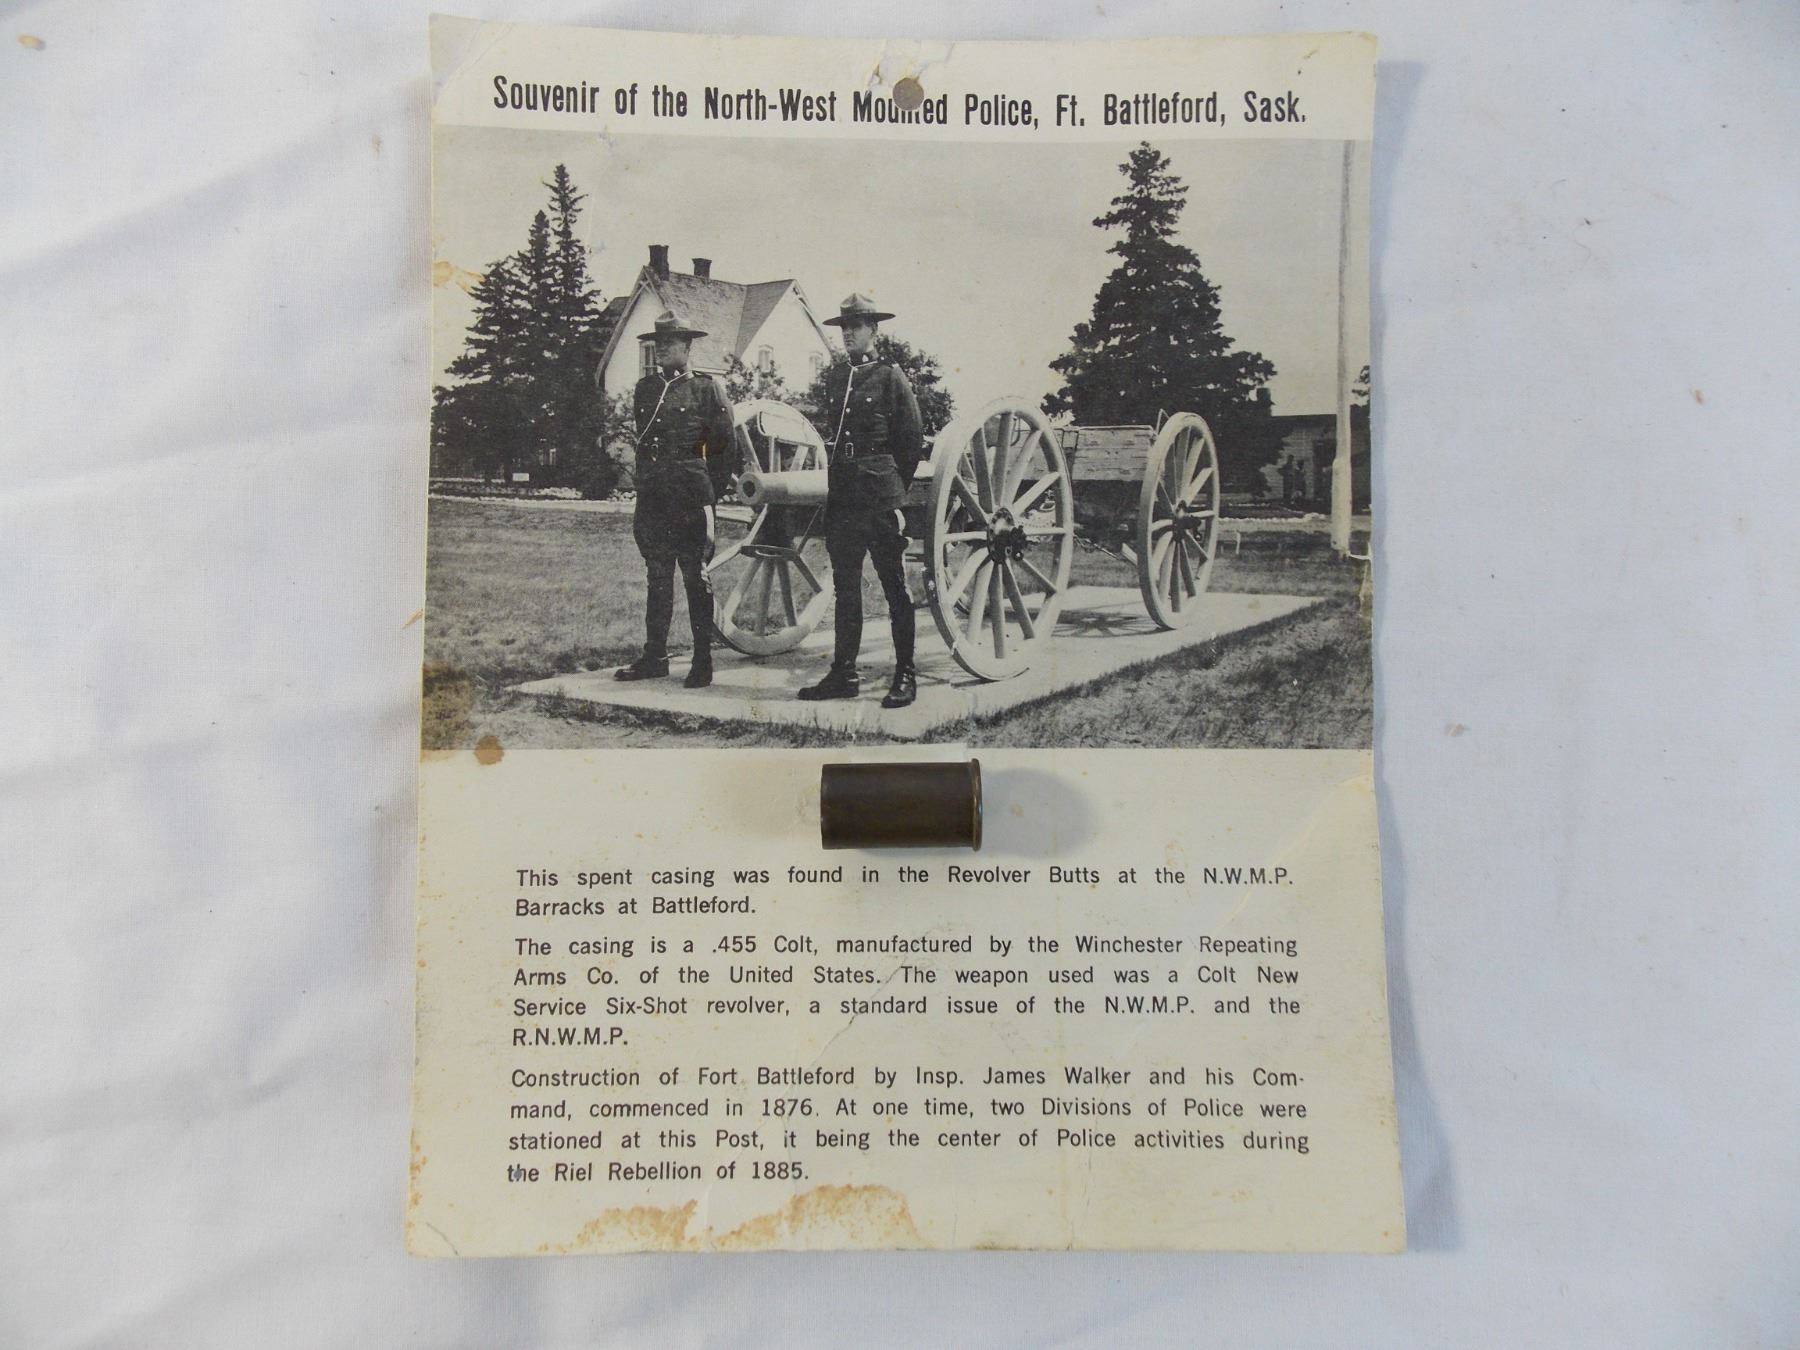 Souvenir of the North-West Mounted Police, Ft. Battleford, Sask.
This spent casing was found in the Revolver Butts at the N.W.M.P.
Barracks at Battleford.
The casing is a .455 Colt, manufactured by the Winchester Repeating
Arms Co. of the United States. The weapon used was a Colt New
Service Six-Shot revolver, a standard issue of the N.W.M.P. and the
R.N.W.M.P.
Construction of Fort Battleford by Insp. James Walker and his Com-
mand, commenced in 1876. At one time, two Divisions of Police were
stationed at this Post, it being the center of Police activities during
the Riel Rebellion of 1885.